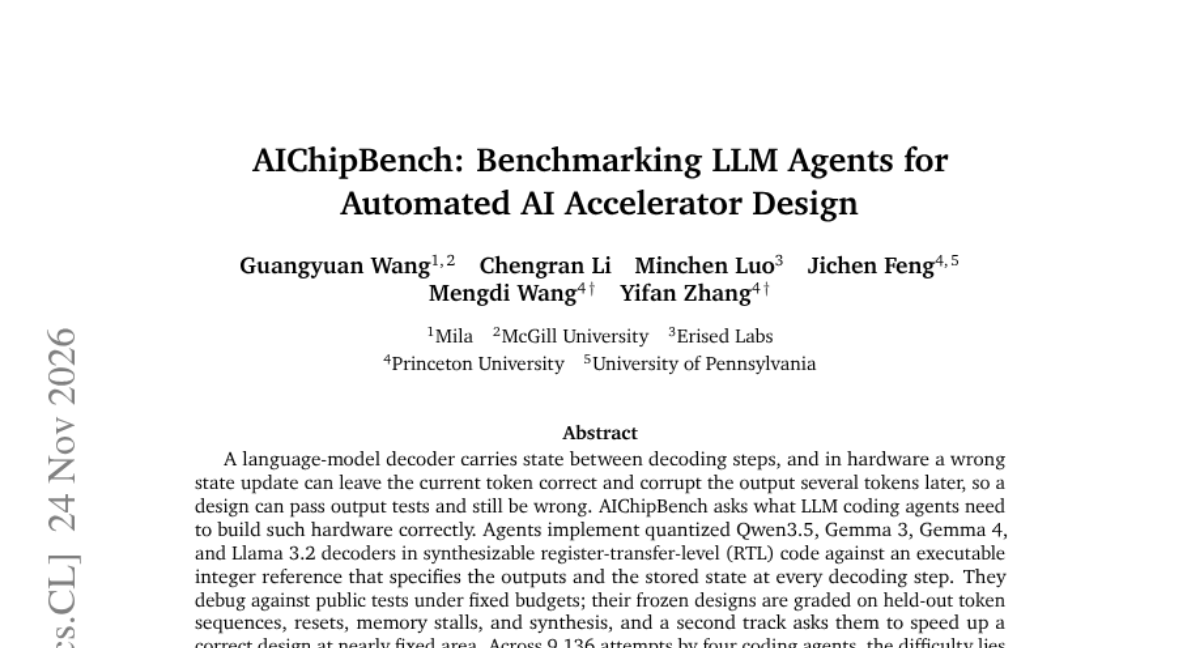 AIChipBench: Benchmarking LLM Agents for
Automated AI Accelerator Design
Guangyuan Wang1,2 Chengran Li Minchen Luo3 Jichen Feng4,5
Mengdi Wang4† Yifan Zhang4†
1Mila 2McGill University 3Erised Labs
4Princeton University 5University of Pennsylvania
Abstract
A language-model decoder carries state between decoding steps, and in hardware a wrong
state update can leave the current token correct and corrupt the output several tokens later, so a
design can pass output tests and still be wrong. AIChipBench asks what LLM coding agents need
to build such hardware correctly. Agents implement quantized Qwen3.5, Gemma 3, Gemma 4,
and Llama 3.2 decoders in synthesizable register-transfer-level (RTL) code against an executable
integer reference that specifies the outputs and the stored state at every decoding step. They
debug against public tests under fixed budgets; their frozen designs are graded on held-out token
sequences, resets, memory stalls, and synthesis, and a second track asks them to speed up a
correct design at nearly fixed area. Across 9,136 attempts by four coding agents, the difficulty lies
cs.CL] 24 Nov 2026